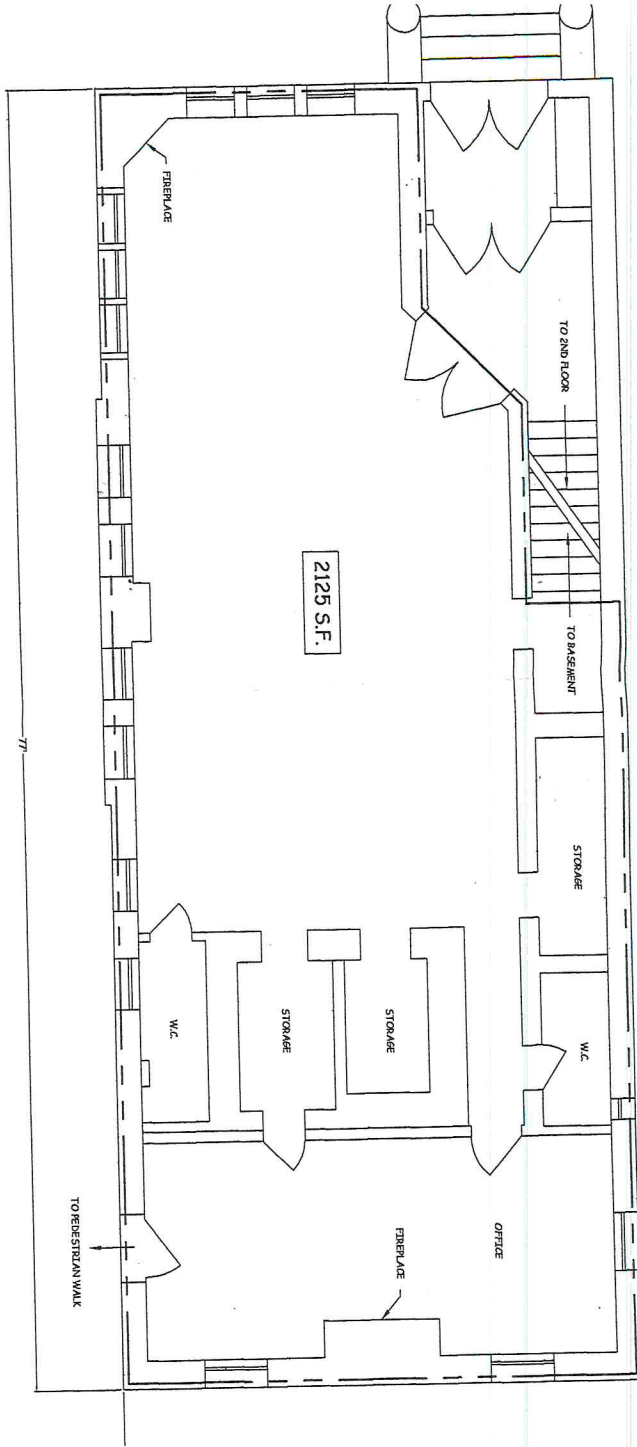 FIREPLACE
TO 2ND FLOOR
2125 S.F.
TO BASEMENT
77'
STORAGE
W.C.
STORAGE
STORAGE
W.C.
OFFICE
FIREPLACE
TO PEDESTRIAN WALK